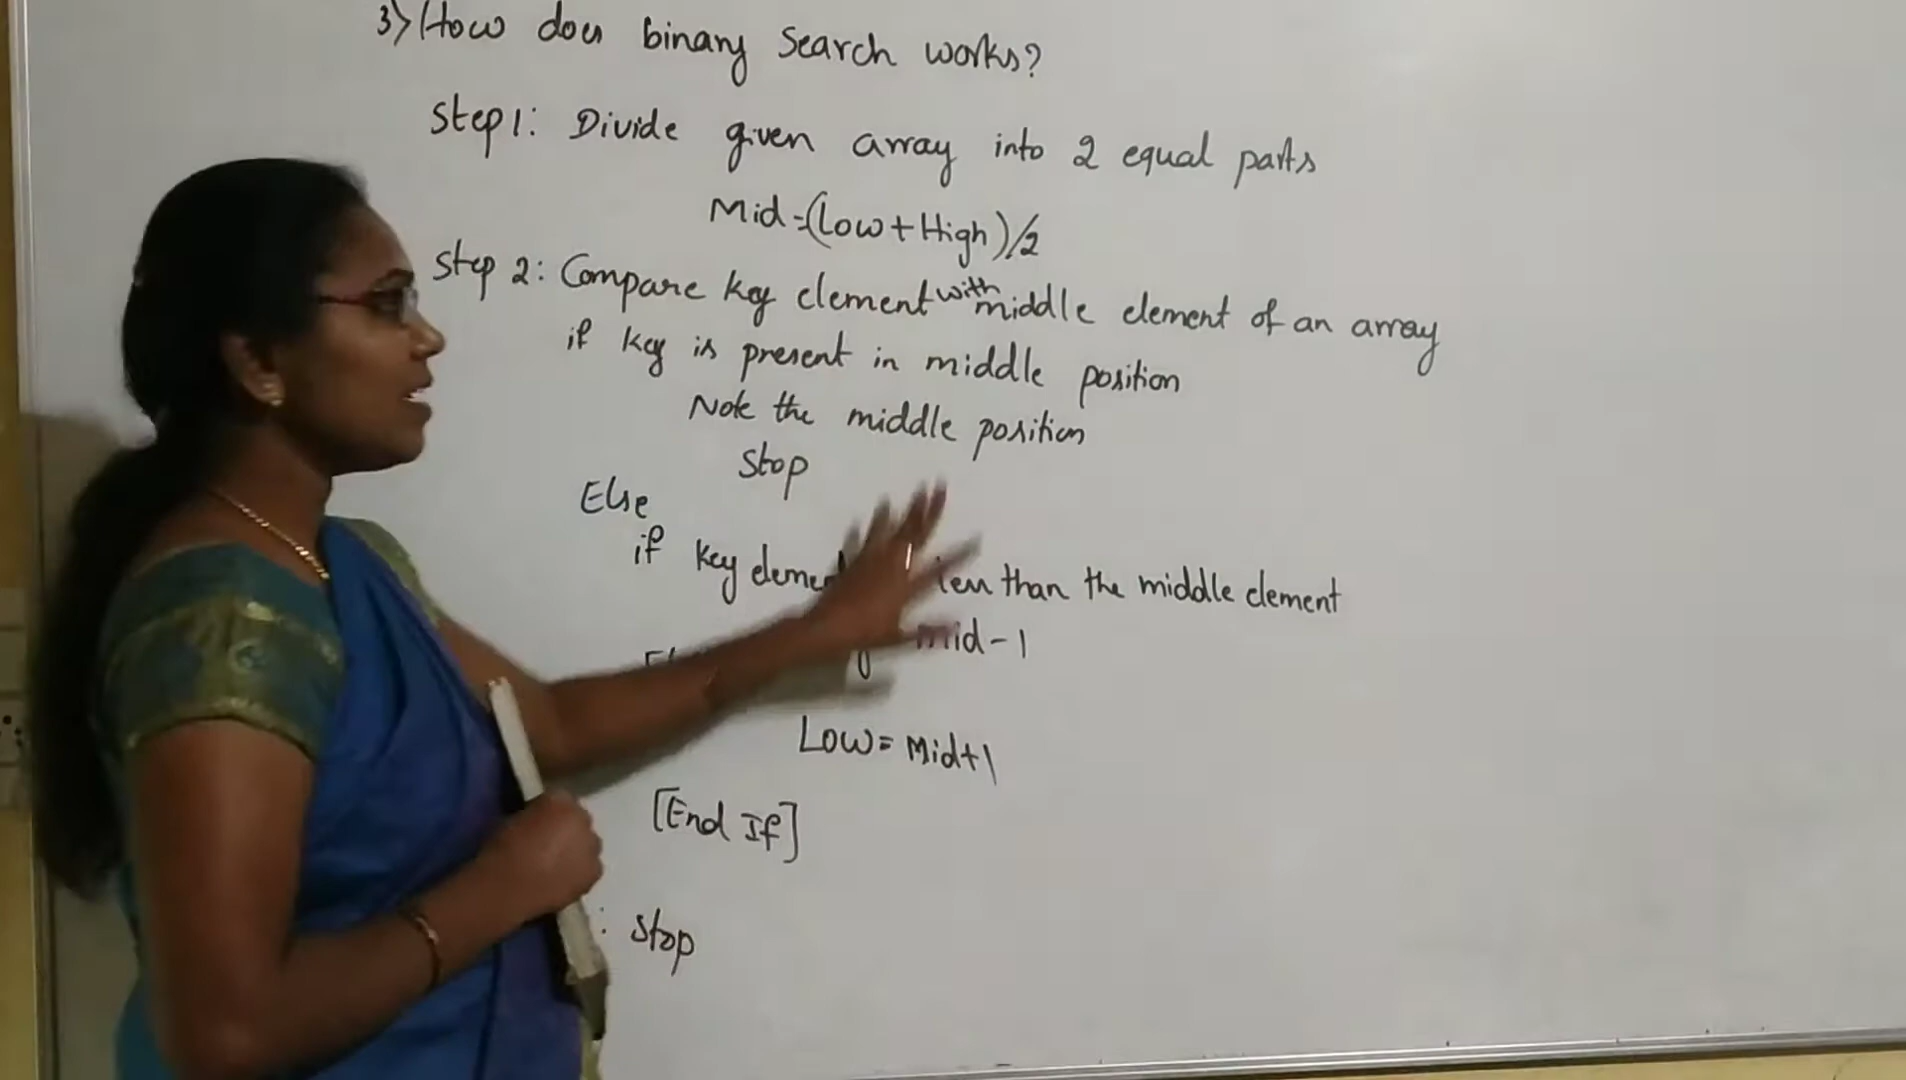 3) How does binary Search works?
Step1: Divide given array into 2 equal parts
Mid=(Low+High)/2
Step 2: Compare key element with middle element of an array
if key is present in middle position
Note the middle position
Stop
Else
if key less than the middle element
mid-1
Low=Mid+1
[End If]
: Stop